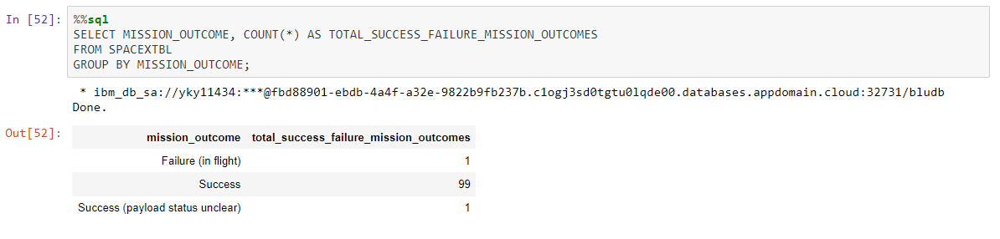 In [52]: %%sql
SELECT MISSION_OUTCOME, COUNT(*) AS TOTAL_SUCCESS_FAILURE_MISSION_OUTCOMES
FROM SPACEXTBL
GROUP BY MISSION_OUTCOME;
* ibm_db_sa://yky11434:***@fbd88901-ebdb-4a4f-a32e-9822b9fb237b.c1ogj3sd0tgtu0lqde00.databases.appdomain.cloud:32731/bludb
Done.
Out[52]: mission_outcome total_success_failure_mission_outcomes
Failure (in flight) 1
Success 99
Success (payload status unclear) 1